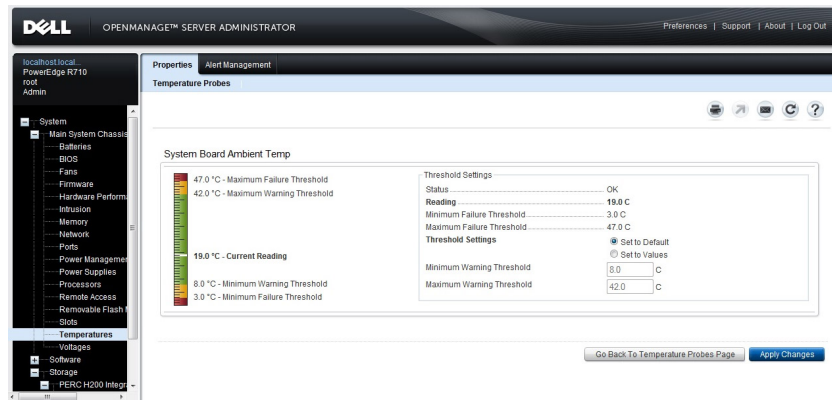 DELL OPENMANAGE™ SERVER ADMINISTRATOR
Preferences | Support | About | Log Out
localhost.local...
PowerEdge R710
root
Admin
Properties Alert Management
Temperature Probes
System
Main System Chassis
Batteries
BIOS
Fans
Firmware
Hardware Performa
Intrusion
Memory
Network
Ports
Power Managemen
Power Supplies
Processors
Remote Access
Removable Flash M
Slots
Temperatures
Voltages
Software
Storage
PERC H200 Integr
System Board Ambient Temp
47.0 °C - Maximum Failure Threshold
42.0 °C - Maximum Warning Threshold
19.0 °C - Current Reading
8.0 °C - Minimum Warning Threshold
3.0 °C - Minimum Failure Threshold
Threshold Settings
Status OK
Reading 19.0 C
Minimum Failure Threshold 3.0 C
Maximum Failure Threshold 47.0 C
Threshold Settings Set to Default
Set to Values
Minimum Warning Threshold 8.0 C
Maximum Warning Threshold 42.0 C
Go Back To Temperature Probes Page Apply Changes